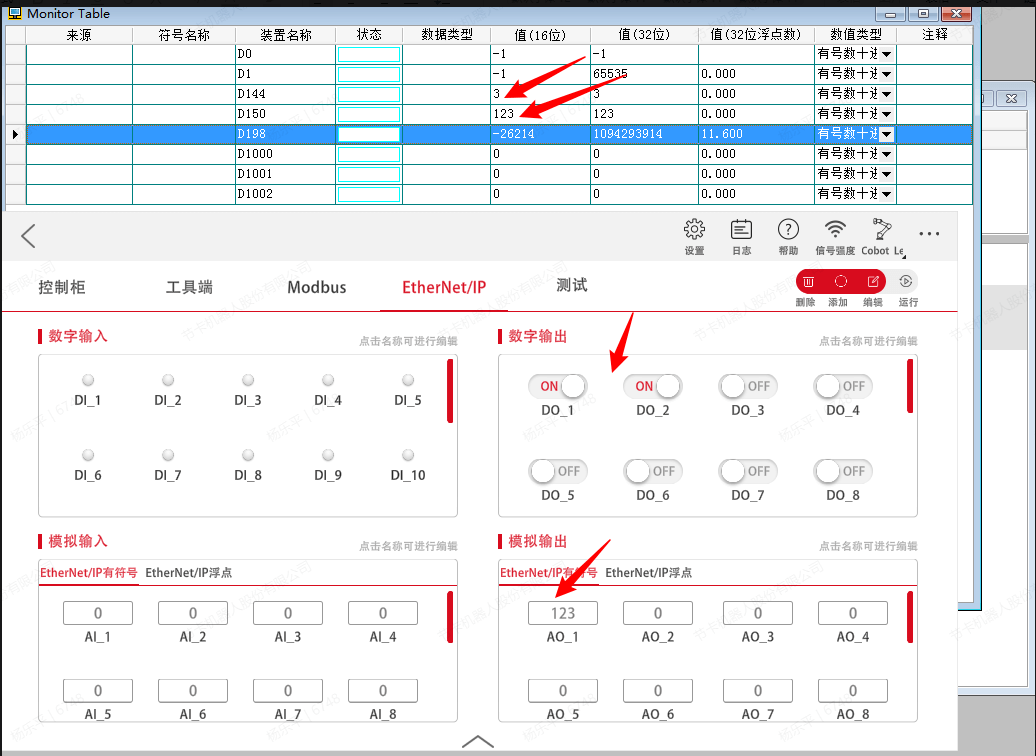 Monitor Table
来源 符号名称 装置名称 状态 数据类型 值(16位) 值(32位) 值(32位浮点数) 数值类型 注释
D0 -1 -1 有号数十进
D1 -1 65535 0.000 有号数十进
D144 3 3 0.000 有号数十进
D150 123 123 0.000 有号数十进
D198 -26214 1094293914 11.600 有号数十进
D1000 0 0 0.000 有号数十进
D1001 0 0 0.000 有号数十进
D1002 0 0 0.000 有号数十进
设置 日志 帮助 信号强度 Cobot Le
控制柜 工具端 Modbus EtherNet/IP 测试
删除 添加 编辑 运行
数字输入 点击名称可进行编辑
DI_1 DI_2 DI_3 DI_4 DI_5
DI_6 DI_7 DI_8 DI_9 DI_10
数字输出 点击名称可进行编辑
ON ON OFF OFF
DO_1 DO_2 DO_3 DO_4
OFF OFF OFF OFF
DO_5 DO_6 DO_7 DO_8
模拟输入 点击名称可进行编辑
EtherNet/IP有符号 EtherNet/IP浮点
0 0 0 0
AI_1 AI_2 AI_3 AI_4
0 0 0 0
AI_5 AI_6 AI_7 AI_8
模拟输出 点击名称可进行编辑
EtherNet/IP有符号 EtherNet/IP浮点
123 0 0 0
AO_1 AO_2 AO_3 AO_4
0 0 0 0
AO_5 AO_6 AO_7 AO_8